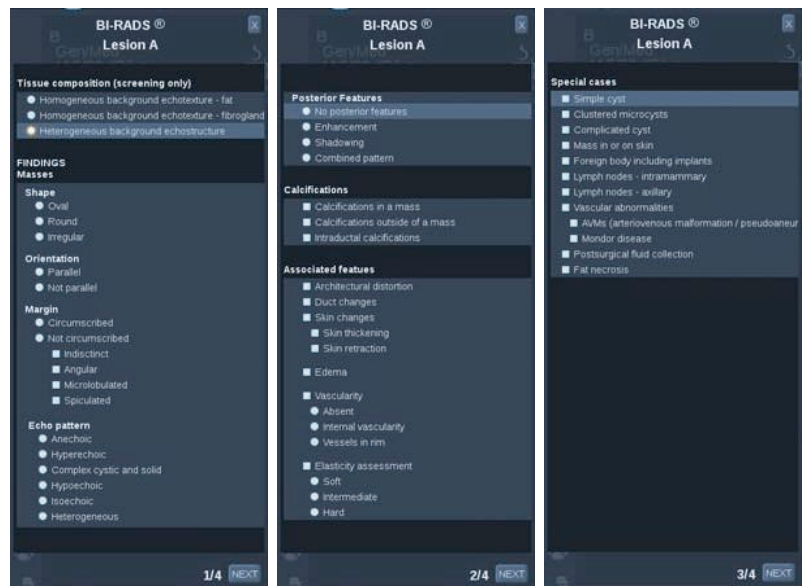 BI-RADS ®
Lesion A
Tissue composition (screening only)
Homogeneous background echotexture - fat
Homogeneous background echotexture - fibrogland
Heterogeneous background echostructure
FINDINGS
Masses
Shape
Oval
Round
Irregular
Orientation
Parallel
Not parallel
Margin
Circumscribed
Not circumscribed
Indisctinct
Angular
Microlobulated
Spiculated
Echo pattern
Anechoic
Hyperechoic
Complex cystic and solid
Hypoechoic
Isoechoic
Heterogeneous
1/4 NEXT
BI-RADS ®
Lesion A
Posterior Features
No posterior features
Enhancement
Shadowing
Combined pattern
Calcifications
Calcifications in a mass
Calcifications outside of a mass
Intraductal calcifications
Associated featues
Architectural distortion
Duct changes
Skin changes
Skin thickening
Skin retraction
Edema
Vascularity
Absent
Internal vascularity
Vessels in rim
Elasticity assessment
Soft
Intermediate
Hard
2/4 NEXT
BI-RADS ®
Lesion A
Special cases
Simple cyst
Clustered microcysts
Complicated cyst
Mass in or on skin
Foreign body including implants
Lymph nodes - intramammary
Lymph nodes - axillary
Vascular abnormalities
AVMs (arteriovenous malformation / pseudoaneur
Mondor disease
Postsurgical fluid collection
Fat necrosis
3/4 NEXT